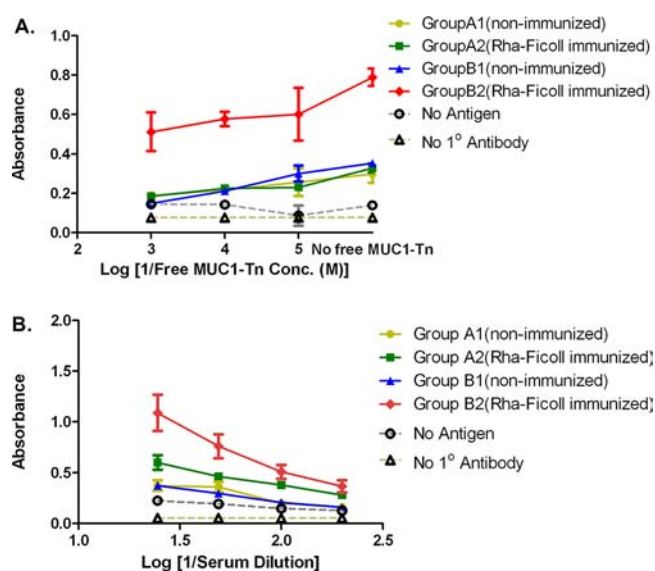 A.
GroupA1(non-immunized)
GroupA2(Rha-Ficoll immunized)
GroupB1(non-immunized)
GroupB2(Rha-Ficoll immunized)
No Antigen
No 1° Antibody
Absorbance
1.0
0.8
0.6
0.4
0.2
0.0
2 3 4 5 No free MUC1-Tn
Log [1/Free MUC1-Tn Conc. (M)]
B.
Group A1(non-immunized)
Group A2(Rha-Ficoll immunized)
Group B1(non-immunized)
Group B2(Rha-Ficoll immunized)
No Antigen
No 1° Antibody
Absorbance
2.0
1.5
1.0
0.5
0.0
1.0 1.5 2.0 2.5
Log [1/Serum Dilution]